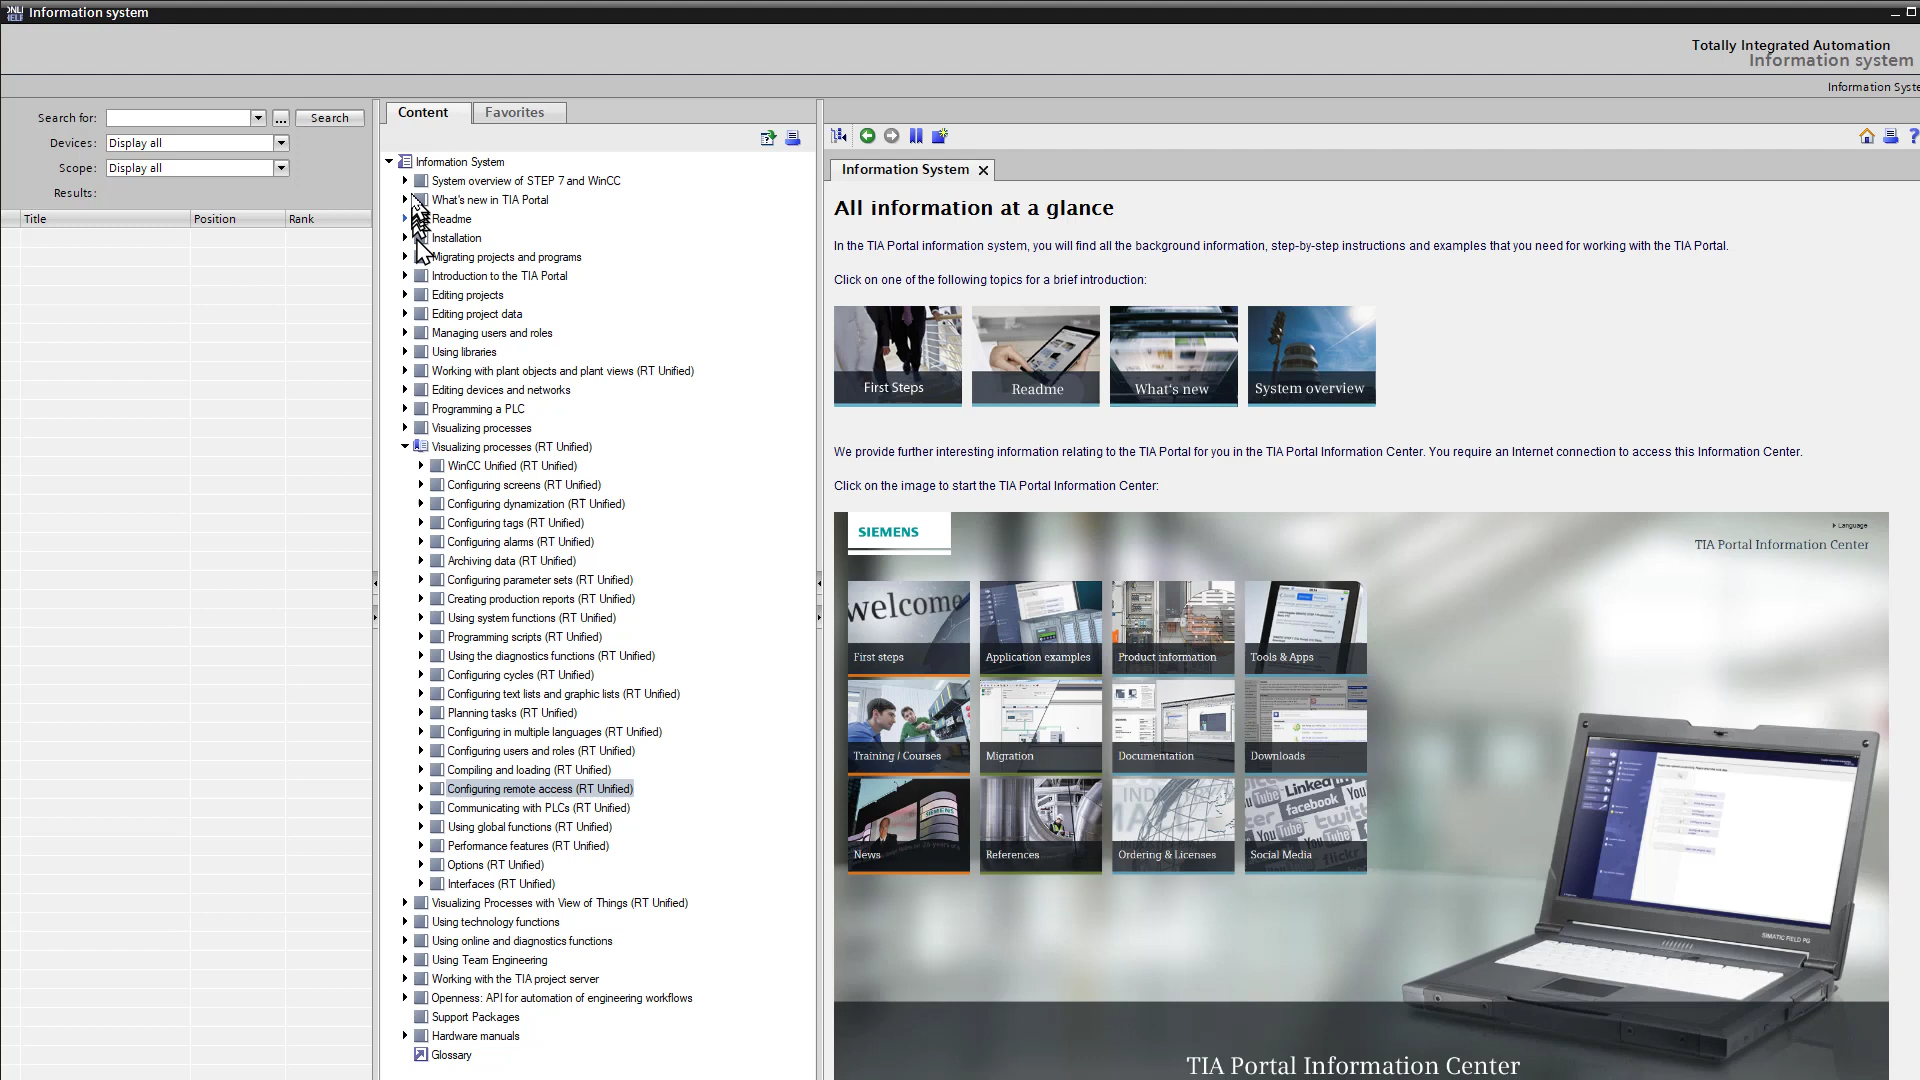 Information system
Totally Integrated Automation
Information system
Information Syste
Search for:
...
Search
Devices:
Display all
Scope:
Display all
Results:
Title
Position
Rank
Content
Favorites
Information System
System overview of STEP 7 and WinCC
What's new in TIA Portal
Readme
Installation
Migrating projects and programs
Introduction to the TIA Portal
Editing projects
Editing project data
Managing users and roles
Using libraries
Working with plant objects and plant views (RT Unified)
Editing devices and networks
Programming a PLC
Visualizing processes
Visualizing processes (RT Unified)
WinCC Unified (RT Unified)
Configuring screens (RT Unified)
Configuring dynamization (RT Unified)
Configuring tags (RT Unified)
Configuring alarms (RT Unified)
Archiving data (RT Unified)
Configuring parameter sets (RT Unified)
Creating production reports (RT Unified)
Using system functions (RT Unified)
Programming scripts (RT Unified)
Using the diagnostics functions (RT Unified)
Configuring cycles (RT Unified)
Configuring text lists and graphic lists (RT Unified)
Planning tasks (RT Unified)
Configuring in multiple languages (RT Unified)
Configuring users and roles (RT Unified)
Compiling and loading (RT Unified)
Configuring remote access (RT Unified)
Communicating with PLCs (RT Unified)
Using global functions (RT Unified)
Performance features (RT Unified)
Options (RT Unified)
Interfaces (RT Unified)
Visualizing Processes with View of Things (RT Unified)
Using technology functions
Using online and diagnostics functions
Using Team Engineering
Working with the TIA project server
Openness: API for automation of engineering workflows
Support Packages
Hardware manuals
Glossary
Information System
All information at a glance
In the TIA Portal information system, you will find all the background information, step-by-step instructions and examples that you need for working with the TIA Portal.
Click on one of the following topics for a brief introduction:
First Steps
Readme
What's new
System overview
We provide further interesting information relating to the TIA Portal for you in the TIA Portal Information Center. You require an Internet connection to access this Information Center.
Click on the image to start the TIA Portal Information Center:
SIEMENS
Language
TIA Portal Information Center
welcome
First steps
Application examples
Product information
Tools & Apps
Training / Courses
Migration
Documentation
Downloads
SIEMENS
News
References
Ordering & Licenses
Linked
facebook
YouTube
twitter
flickr
Social Media
SIMATIC FIELD PG
TIA Portal Information Center